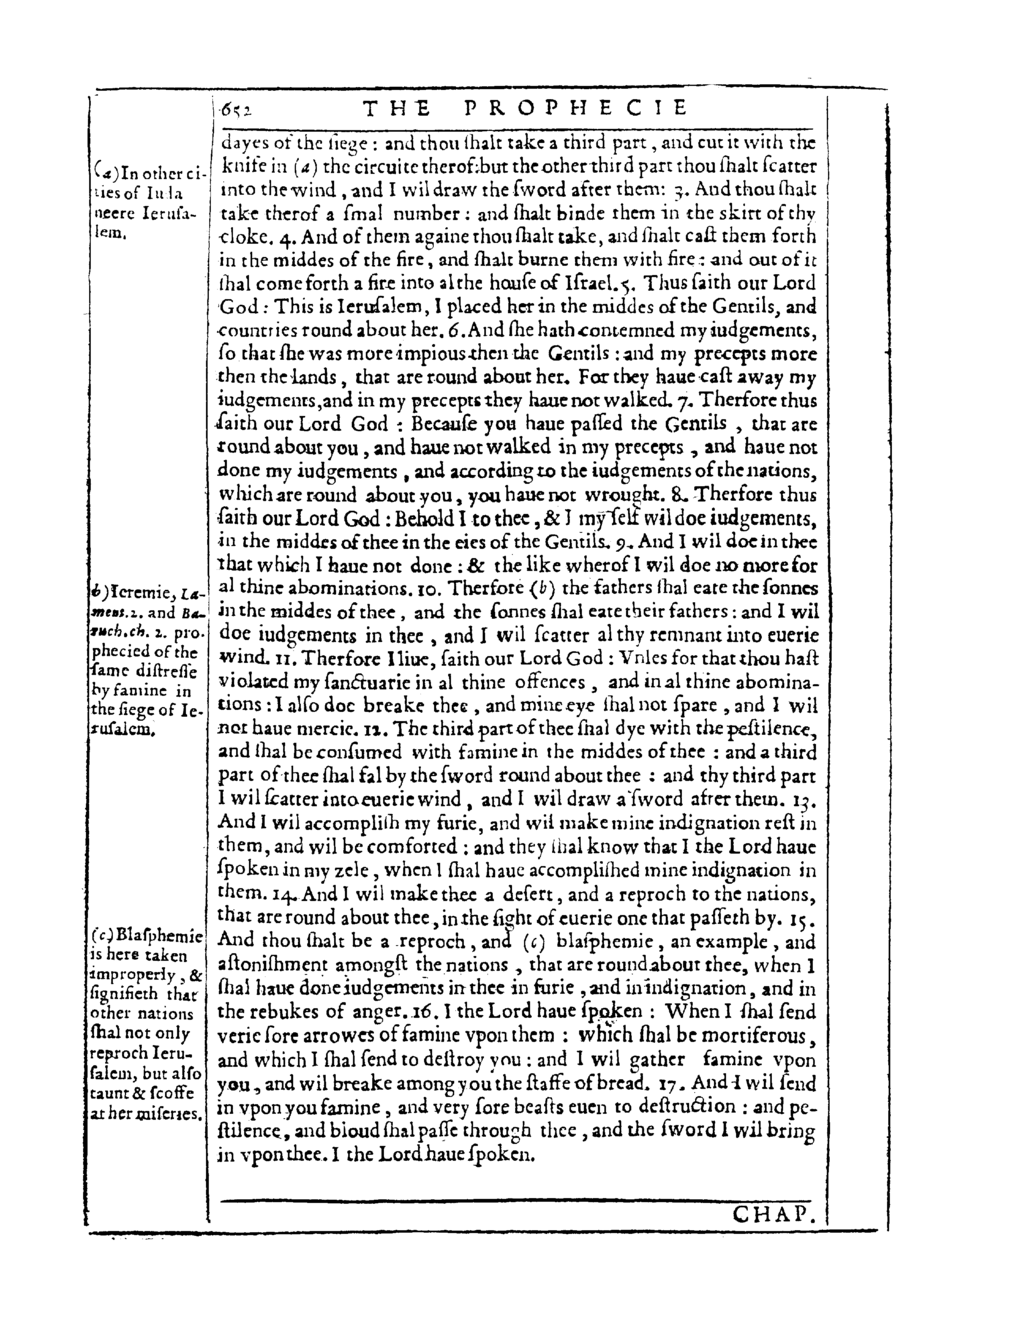 652 THE PROPHECIE
dayes of the siege : and thou ſhalt take a third part , and cut it with the
knife in (a) the circuite therof:but the other third part thou ſhalt ſcatter
into the wind , and I wil draw the ſword after them: 3. And thou ſhalt
take therof a ſmal number : and ſhalt binde them in the skirt of thy
cloke. 4. And of them againe thou ſhalt take, and ſhalt caſt them forth
in the middes of the fire, and ſhalt burne them with fire : and out of it
ſhal come forth a fire into al the houſe of Iſrael. 5. Thus ſaith our Lord
God : This is Ieruſalem, I placed her in the middes of the Gentils, and
countries round about her. 6. And ſhe hath contemned my iudgements,
ſo that ſhe was more impious then the Gentils : and my precepts more
then the lands , that are round about her. For they haue caſt away my
iudgements,and in my precepts they haue not walked. 7. Therfore thus
ſaith our Lord God : Becauſe you haue paſſed the Gentils , that are
round about you , and haue not walked in my precepts , and haue not
done my iudgements , and according to the iudgements of the nations,
which are round about you, you haue not wrought. 8. Therfore thus
ſaith our Lord God : Behold I to thee , & I my ſelf wil doe iudgements,
in the middes of thee in the eies of the Gentils. 9. And I wil doe in thee
that which I haue not done : & the like wherof I wil doe no more for
al thine abominations. 10. Therfore (b) the fathers ſhal eate the ſonnes
in the middes of thee , and the ſonnes ſhal eate their fathers : and I wil
doe iudgements in thee , and I wil ſcatter al thy remnant into euerie
wind. 11. Therfore I liue, ſaith our Lord God : Vnles for that thou haſt
violated my ſanctuarie in al thine offences , and in al thine abomina-
tions : I alſo doe breake thee , and mine eye ſhal not ſpare , and I wil
not haue mercie. 12. The third part of thee ſhal dye with the peſtilence,
and ſhal be conſumed with famine in the middes of thee : and a third
part of thee ſhal fal by the ſword round about thee : and thy third part
I wil ſcatter into euerie wind , and I wil draw a ſword after them. 13.
And I wil accompliſh my furie, and wil make mine indignation reſt in
them, and wil be comforted : and they ſhal know that I the Lord haue
ſpoken in my zele , when I ſhal haue accompliſhed mine indignation in
them. 14. And I wil make thee a deſert, and a reproch to the nations,
that are round about thee, in the ſight of euerie one that paſſeth by. 15.
And thou ſhalt be a reproch , and (c) blaſphemie , an example , and
aſtoniſhment amongſt the nations , that are round about thee, when I
ſhal haue done iudgements in thee in furie , and in indignation, and in
the rebukes of anger. 16. I the Lord haue ſpoken : When I ſhal ſend
verie ſore arrowes of famine vpon them : which ſhal be mortiferous ,
and which I ſhal ſend to deſtroy you : and I wil gather famine vpon
you , and wil breake among you the ſtaffe of bread. 17. And I wil ſend
in vpon you famine , and very ſore beaſts euen to deſtruction : and pe-
ſtilence , and bloud ſhal paſſe through thee , and the ſword I wil bring
in vpon thee. I the Lord haue ſpoken.
CHAP.
(a) In other ci-
ties of Iuda
neere Ieruſa-
lem.
b) Ieremie, La-
ment.2. and Ba-
ruch.ch. 2. pro-
phecied of the
ſame diſtreſſe
by famine in
the ſiege of Ie-
ruſalem.
(c) Blaſphemie
is here taken
improperly , &
ſignifieth that
other nations
ſhal not only
reproch Ieru-
ſalem, but alſo
taunt & ſcoffe
at her miſeries.